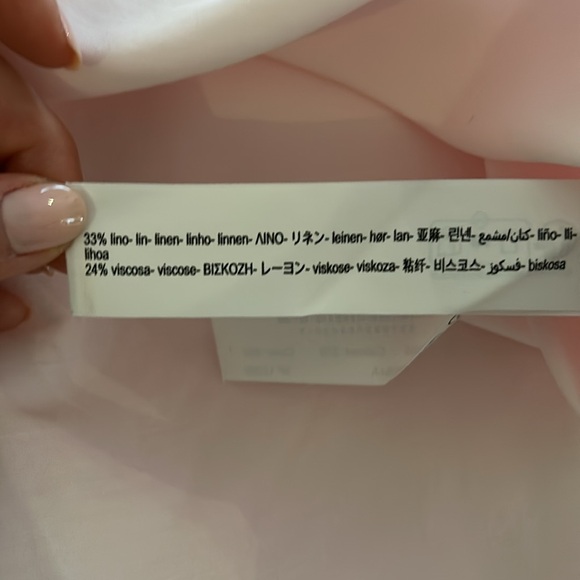 33% lino- lin- linen- linho- linnen- ΛΙΝΟ- リネン- leinen- hør- lan- 亚麻- 린넨- كتان/مشمع- liño- lli-
lihoa
24% viscosa- viscose- ΒΙΣΚΟΖΗ- レーヨン- viskose- viskoza- 粘纤- 비스코스- فسكوز- biskosa